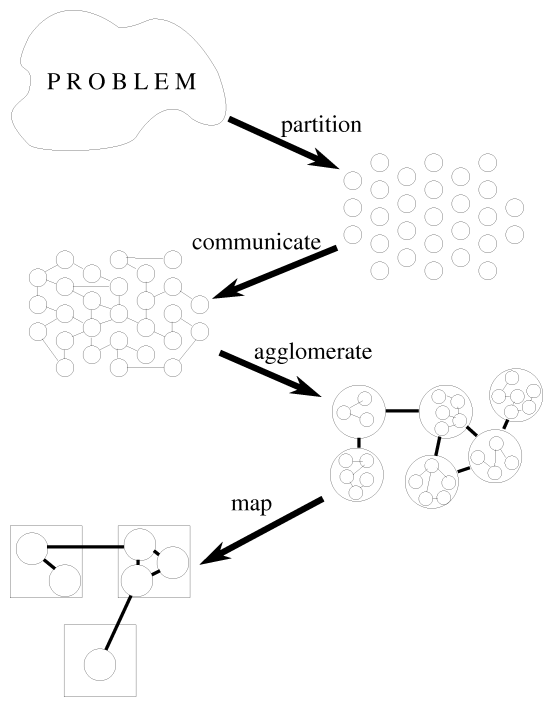 PROBLEM
partition
communicate
agglomerate
map